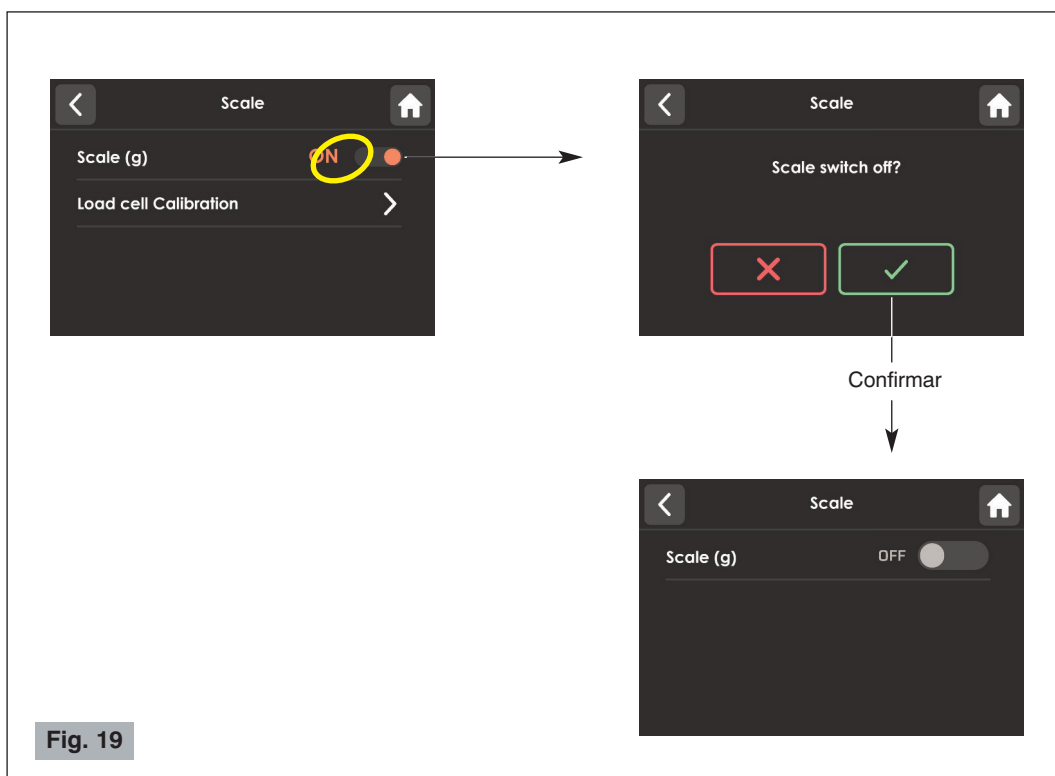 Scale
Scale (g) ON
Load cell Calibration
Scale
Scale switch off?
Confirmar
Scale
Scale (g) OFF
Fig. 19